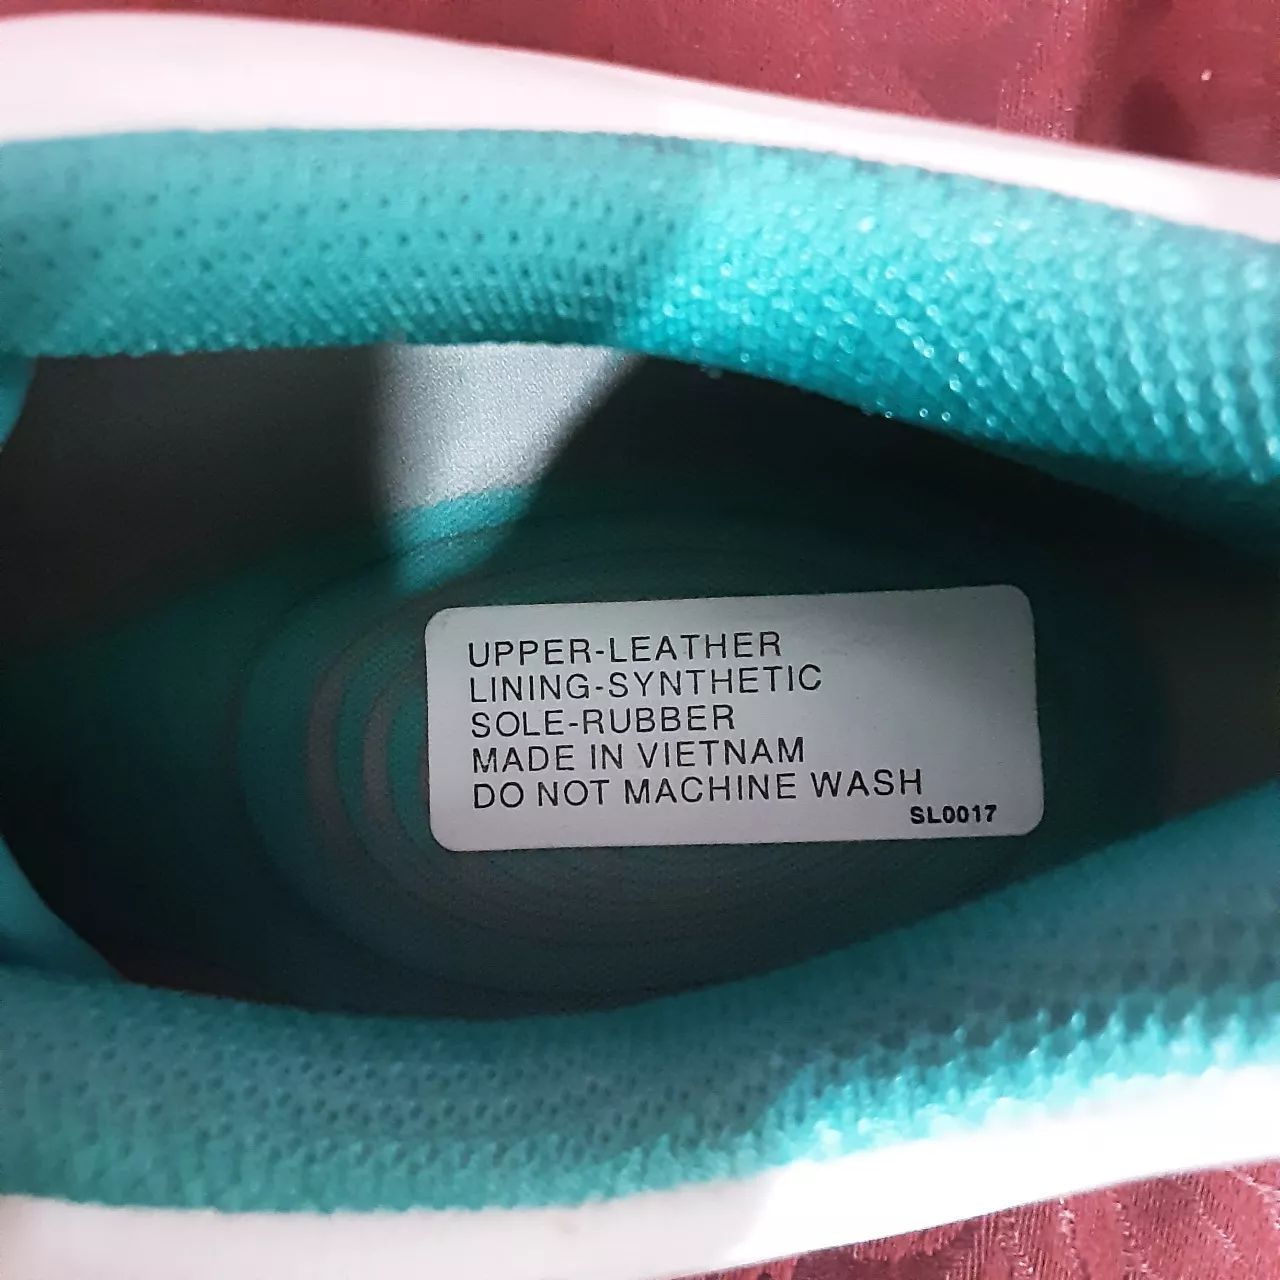 UPPER-LEATHER
LINING-SYNTHETIC
SOLE-RUBBER
MADE IN VIETNAM
DO NOT MACHINE WASH
SL0017